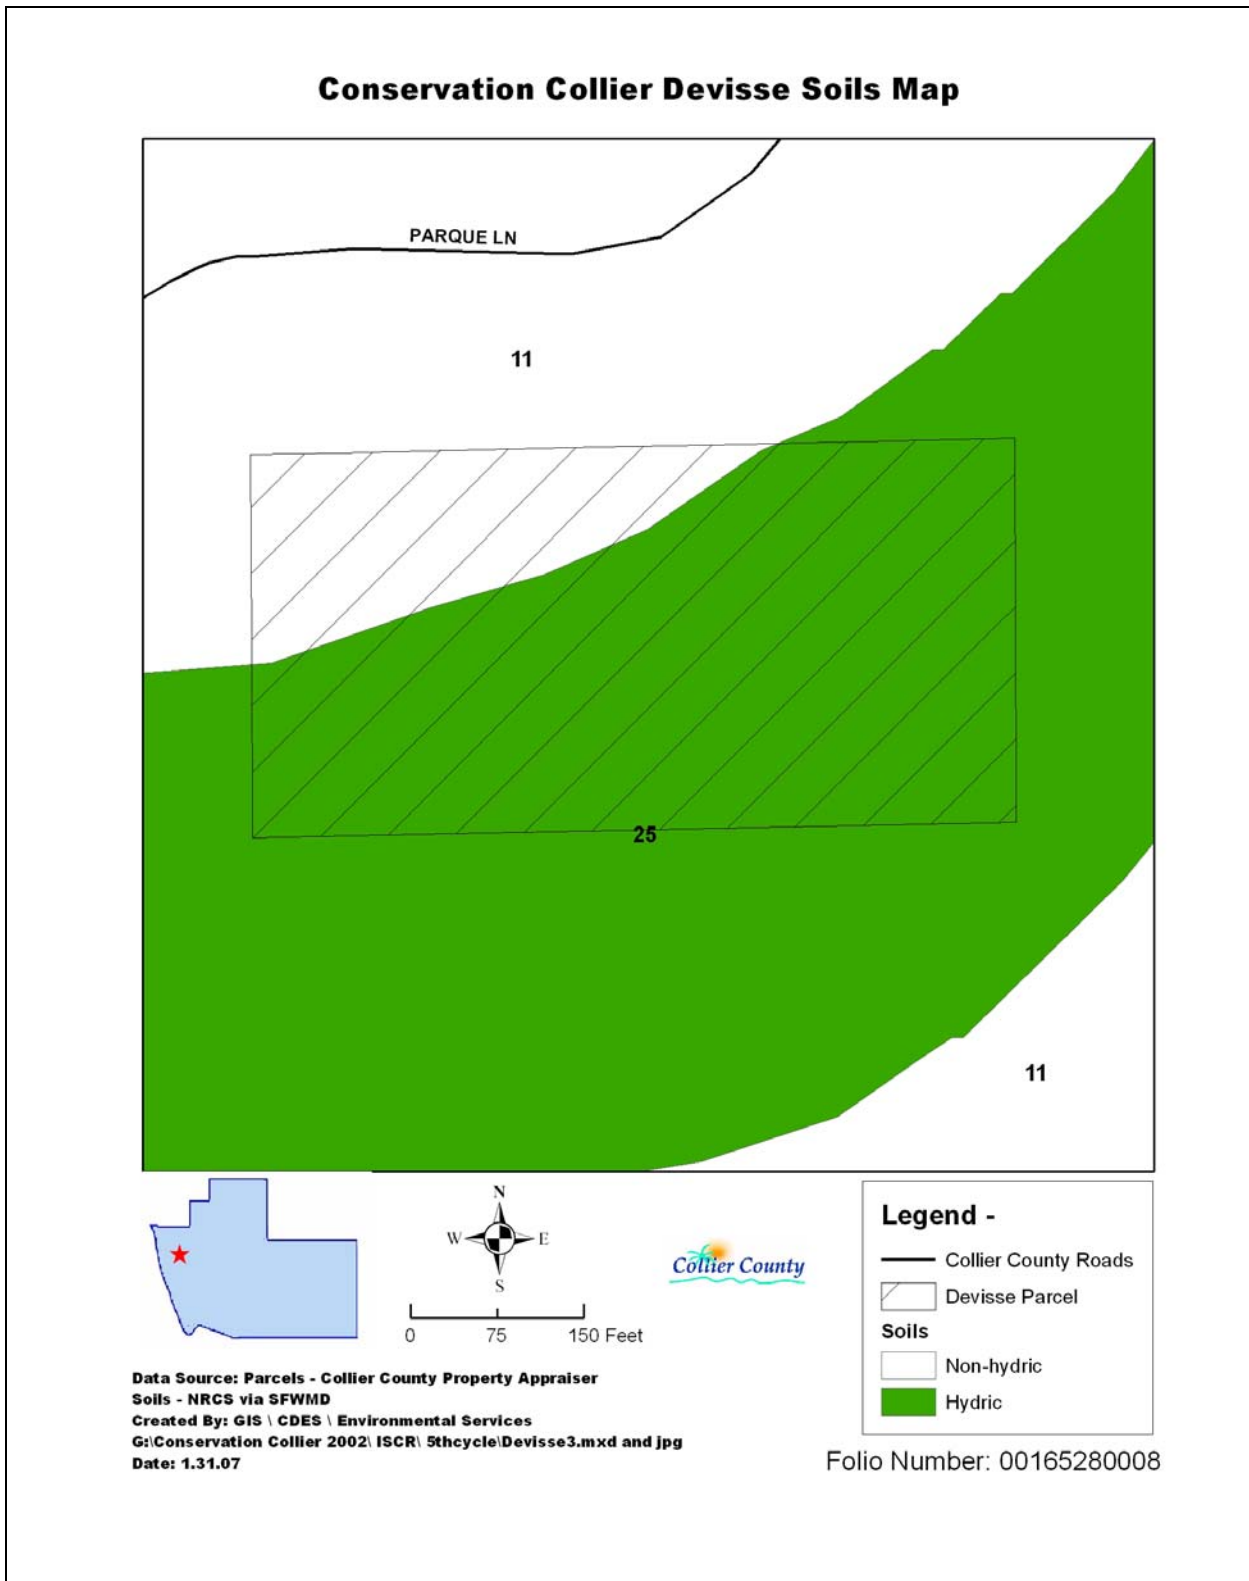 Conservation Collier Devisse Soils Map
PARQUE LN
11
25
11
N
W E
S
0 75 150 Feet
Collier County
Legend -
Collier County Roads
Devisse Parcel
Soils
Non-hydric
Hydric
Data Source: Parcels - Collier County Property Appraiser
Soils - NRCS via SFWMD
Created By: GIS \ CDES \ Environmental Services
G:\Conservation Collier 2002\ ISCR\ 5thcycle\Devisse3.mxd and jpg
Date: 1.31.07
Folio Number: 00165280008